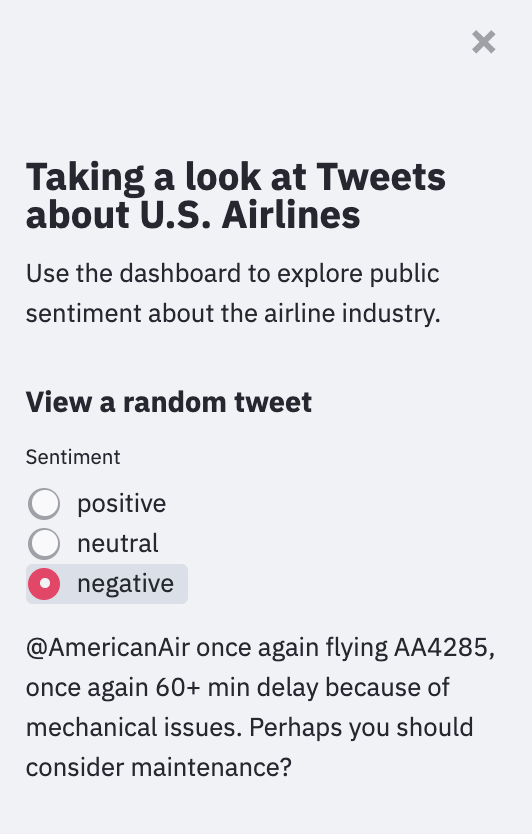 Taking a look at Tweets
about U.S. Airlines
Use the dashboard to explore public
sentiment about the airline industry.
View a random tweet
Sentiment
positive
neutral
negative
@AmericanAir once again flying AA4285,
once again 60+ min delay because of
mechanical issues. Perhaps you should
consider maintenance?